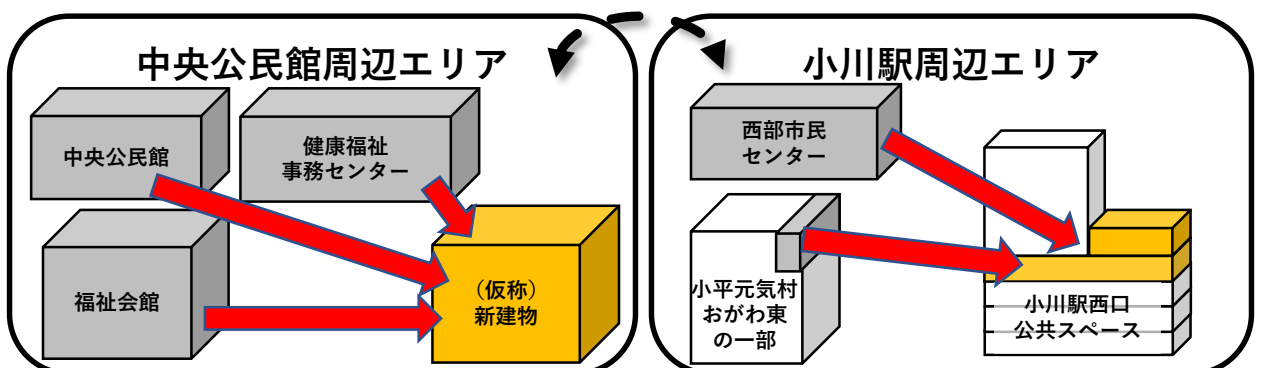 中央公民館周辺エリア
中央公民館
健康福祉
事務センター
福祉会館
（仮称）
新建物
小川駅周辺エリア
西部市民
センター
小平元気村
おがわ東
の一部
小川駅西口
公共スペース